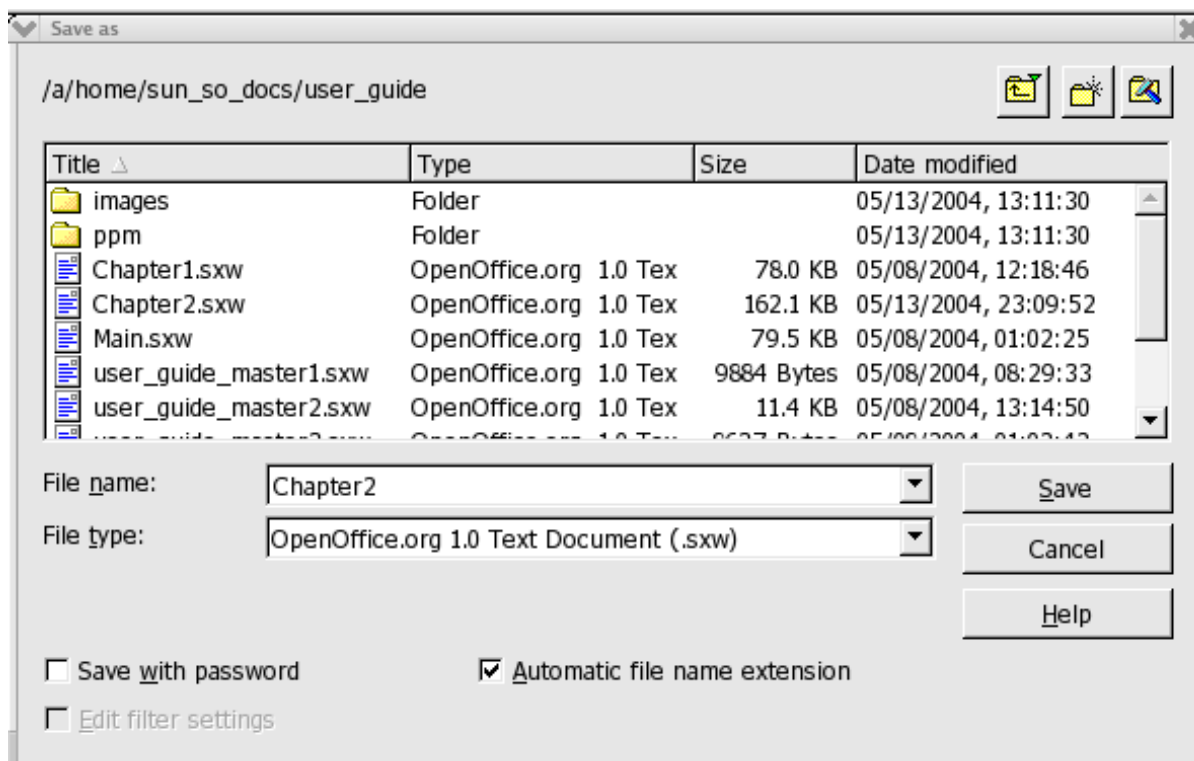 Save as
/a/home/sun_so_docs/user_guide
Title Type Size Date modified
images Folder 05/13/2004, 13:11:30
ppm Folder 05/13/2004, 13:11:30
Chapter1.sxw OpenOffice.org 1.0 Tex 78.0 KB 05/08/2004, 12:18:46
Chapter2.sxw OpenOffice.org 1.0 Tex 162.1 KB 05/13/2004, 23:09:52
Main.sxw OpenOffice.org 1.0 Tex 79.5 KB 05/08/2004, 01:02:25
user_guide_master1.sxw OpenOffice.org 1.0 Tex 9884 Bytes 05/08/2004, 08:29:33
user_guide_master2.sxw OpenOffice.org 1.0 Tex 11.4 KB 05/08/2004, 13:14:50
File name: Chapter2 Save
File type: OpenOffice.org 1.0 Text Document (.sxw) Cancel
Help
Save with password Automatic file name extension
Edit filter settings